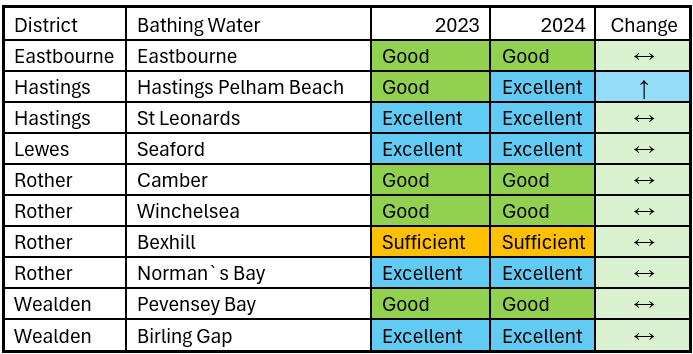 District Bathing Water 2023 2024 Change
Eastbourne Eastbourne Good Good ↔
Hastings Hastings Pelham Beach Good Excellent ↑
Hastings St Leonards Excellent Excellent ↔
Lewes Seaford Excellent Excellent ↔
Rother Camber Good Good ↔
Rother Winchelsea Good Good ↔
Rother Bexhill Sufficient Sufficient ↔
Rother Norman`s Bay Excellent Excellent ↔
Wealden Pevensey Bay Good Good ↔
Wealden Birling Gap Excellent Excellent ↔